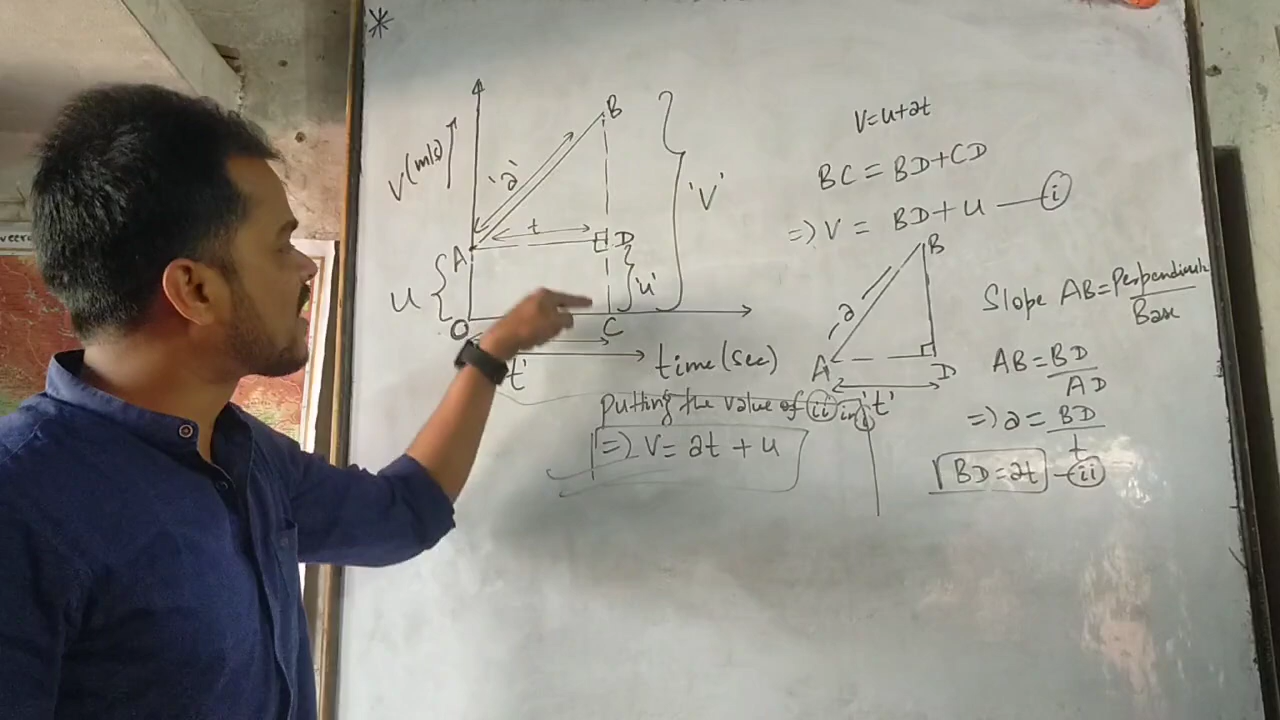 *
V (m/s)
B
'a'
t
A
D
u
'u'
'V'
O
C
't'
time (sec)
V=u+at
BC = BD+CD
=> V = BD+u — (i)
B
a
A
D
't'
Slope AB = Perpendicular
Base
AB = BD
AD
=> a = BD
t
BD=at — (ii)
putting the value of (ii) in (i)
=> V= at + u